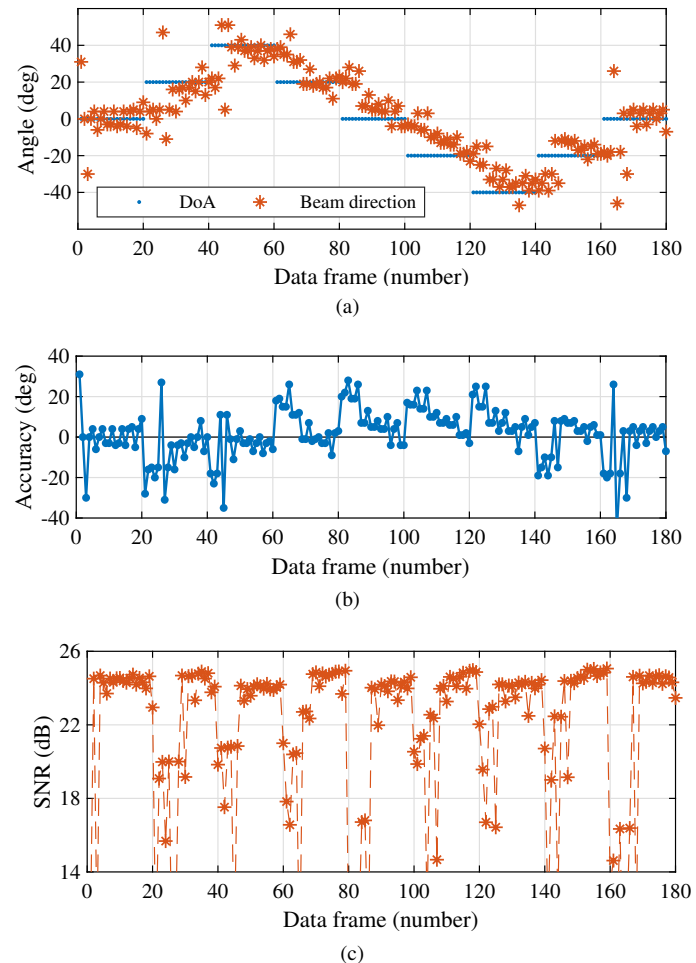 40
20
0
-20
-40
Angle (deg)
DoA
Beam direction
0 20 40 60 80 100 120 140 160 180
Data frame (number)
(a)
40
20
0
-20
-40
Accuracy (deg)
0 20 40 60 80 100 120 140 160 180
Data frame (number)
(b)
26
22
18
14
SNR (dB)
0 20 40 60 80 100 120 140 160 180
Data frame (number)
(c)